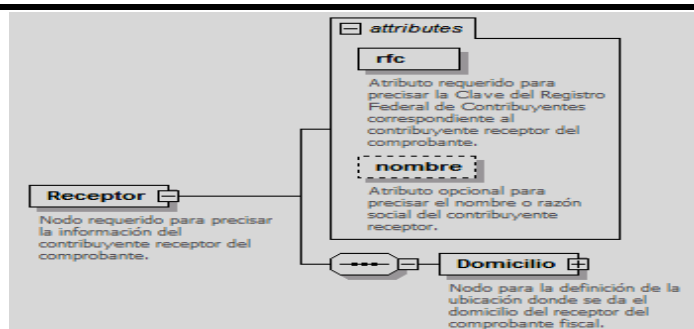 attributes
rfc
Atributo requerido para
precisar la Clave del Registro
Federal de Contribuyentes
correspondiente al
contribuyente receptor del
comprobante.
nombre
Atributo opcional para
precisar el nombre o razón
social del contribuyente
receptor.
Receptor
Nodo requerido para precisar
la información del
contribuyente receptor del
comprobante.
Domicilio
Nodo para la definición de la
ubicación donde se da el
domicilio del receptor del
comprobante fiscal.